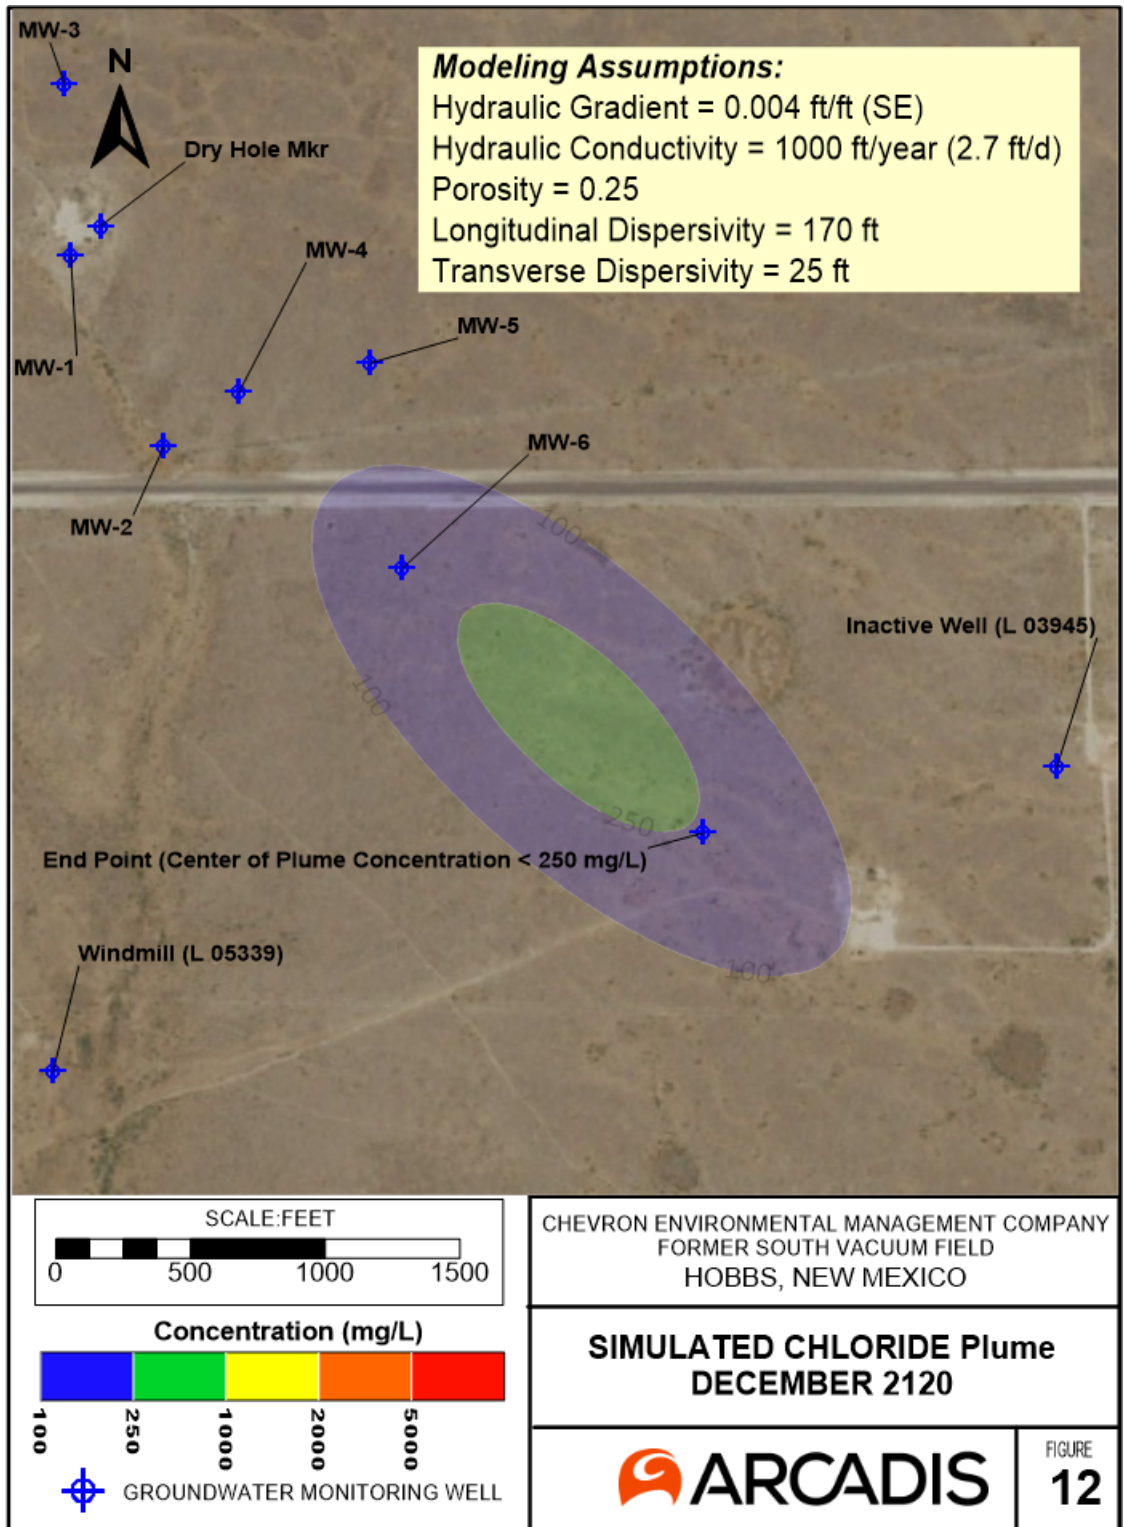 MW-3
N
Modeling Assumptions:
Hydraulic Gradient = 0.004 ft/ft (SE)
Hydraulic Conductivity = 1000 ft/year (2.7 ft/d)
Porosity = 0.25
Longitudinal Dispersivity = 170 ft
Transverse Dispersivity = 25 ft
Dry Hole Mkr
MW-4
MW-5
MW-1
MW-6
MW-2
100
Inactive Well (L 03945)
100
250
End Point (Center of Plume Concentration < 250 mg/L)
Windmill (L 05339)
100
SCALE:FEET
0 500 1000 1500
Concentration (mg/L)
100 250 1000 2000 5000
GROUNDWATER MONITORING WELL
CHEVRON ENVIRONMENTAL MANAGEMENT COMPANY
FORMER SOUTH VACUUM FIELD
HOBBS, NEW MEXICO
SIMULATED CHLORIDE Plume
DECEMBER 2120
ARCADIS
FIGURE
12